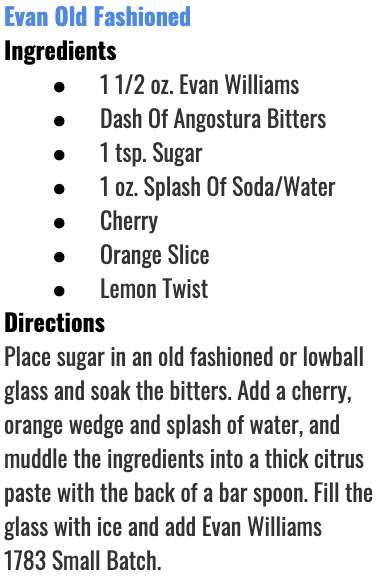 Evan Old Fashioned
Ingredients
● 1 1/2 oz. Evan Williams
● Dash Of Angostura Bitters
● 1 tsp. Sugar
● 1 oz. Splash Of Soda/Water
● Cherry
● Orange Slice
● Lemon Twist
Directions
Place sugar in an old fashioned or lowball
glass and soak the bitters. Add a cherry,
orange wedge and splash of water, and
muddle the ingredients into a thick citrus
paste with the back of a bar spoon. Fill the
glass with ice and add Evan Williams
1783 Small Batch.